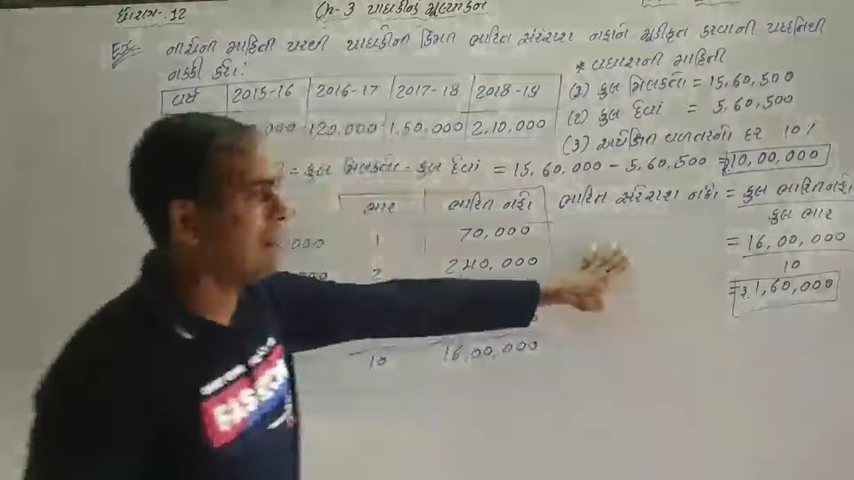 ધોરણ-12 Ch-3 પાઘડીનું મૂલ્યાંકન
Ex નીચેની માહિતી પરથી પાઘડીની કિંમત ભારિત સરેરાશ નફાને મૂડીકૃત કરવાની પદ્ધતિથી
નક્કી કરો:
વર્ષ 2015-16 2016-17 2017-18 2018-19
000 120,000 1,50,000 2,10,000
* વધારાની માહિતી
(1) કુલ મિલકતો = 15,60,500
(2) કુલ દેવાં = 5,60,500
(3) અપેક્ષિત વળતરનો દર 10%
= કુલ મિલકતો - કુલ દેવાં = 15,60,000 - 5,60,500 = 10,00,000
ભાર ભારિત નફો
000 1 70,000
2 240,000
10 16,00,000
ભારિત સરેરાશ નફો = કુલ ભારિત નફો
કુલ ભાર
= 16,00,000
10
= રૂ. 1,60,000